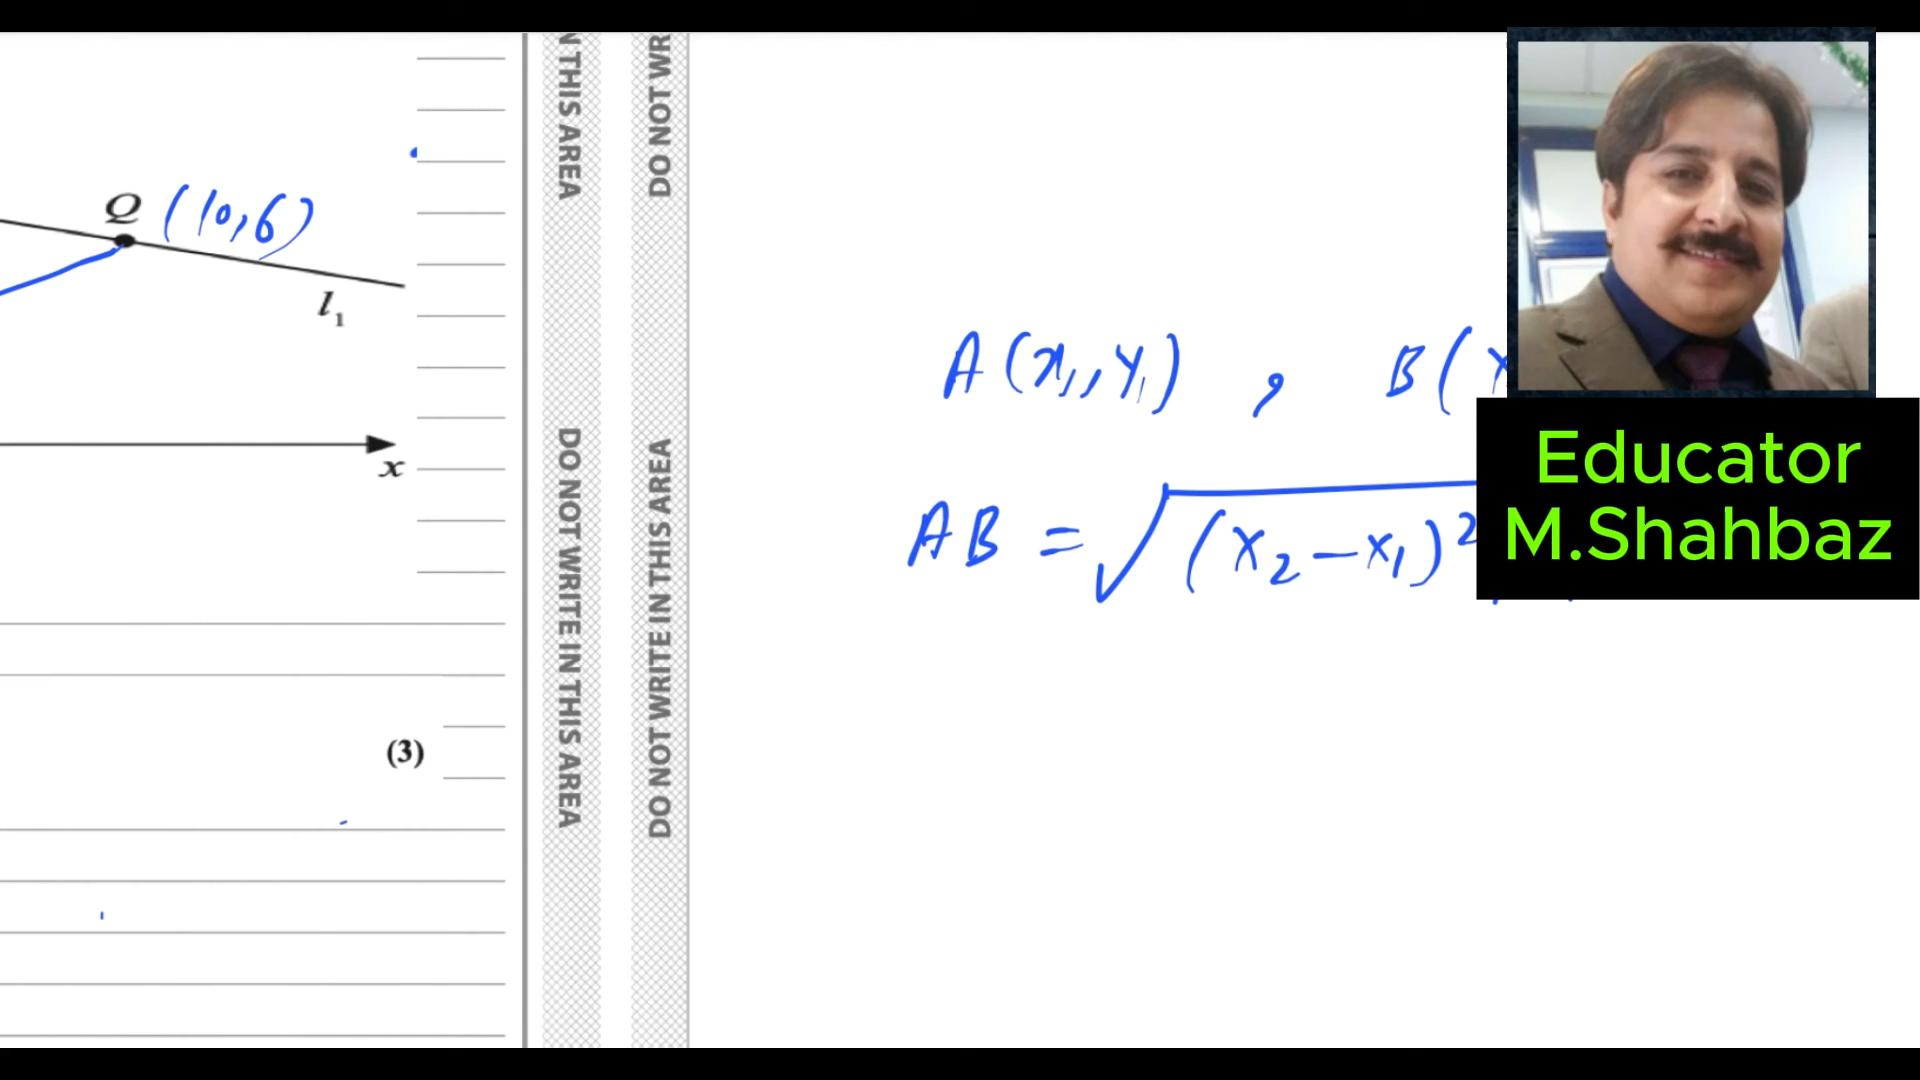 N THIS AREA
DO NOT WR
Q (10,6)
l₁
x
A(x₁,y₁) , B(x
AB = √(x₂-x₁)²
DO NOT WRITE IN THIS AREA
DO NOT WRITE IN THIS AREA
(3)
Educator
M.Shahbaz